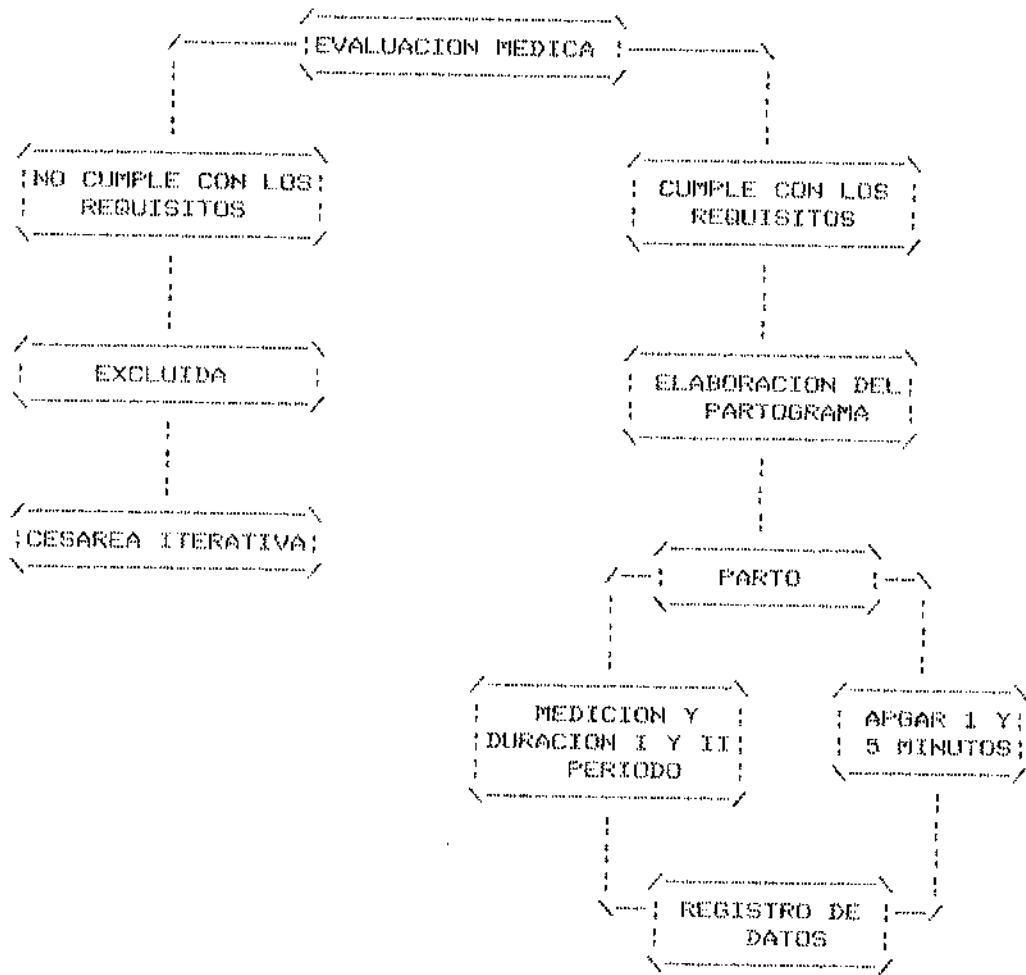 EVALUACION MEDICA
NO CUMPLE CON LOS
REQUISITOS
CUMPLE CON LOS
REQUISITOS
EXCLUIDA
ELABORACION DEL
PARTOGRAMA
CESAREA ITERATIVA
PARTO
MEDICION Y
DURACION I Y II
PERIODO
APGAR 1 Y
5 MINUTOS
REGISTRO DE
DATOS